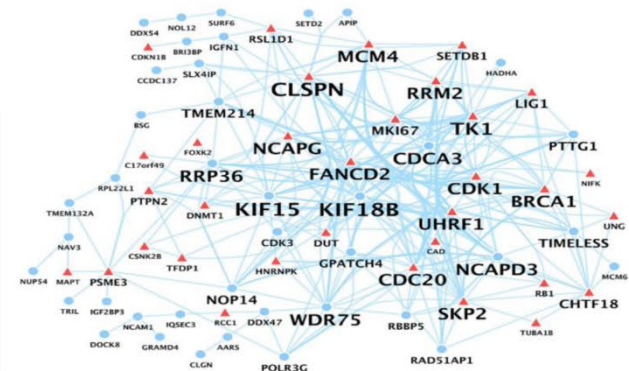 SURF6
SETD2
APIP
NOL12
DDX54
RSL1D1
IGFN1
BRI3BP
CDKN1B
MCM4
SETDB1
CCDC137
SLX4IP
HADHA
CLSPN
RRM2
LIG1
TMEM214
BSG
MKI67
TK1
PTTG1
FOXK2
NCAPG
CDCA3
C17orf49
RRP36
FANCD2
NIFK
RPL22L1
PTPN2
CDK1
BRCA1
TMEM132A
DNMT1
KIF15
KIF18B
UHRF1
UNG
NAV3
CDK3
DUT
TIMELESS
CSNK2B
CAD
TFDP1
HNRNPK
GPATCH4
NCAPD3
MCM6
NUP54
MAPT
PSME3
CDC20
RB1
NOP14
CHTF18
TRIL
IGF2BP3
RCC1
DDX47
WDR75
SKP2
NCAM1
IQSEC3
RBBP5
TUBA1B
DOCK8
GRAMD4
AARS
CLGN
POLR3G
RAD51AP1